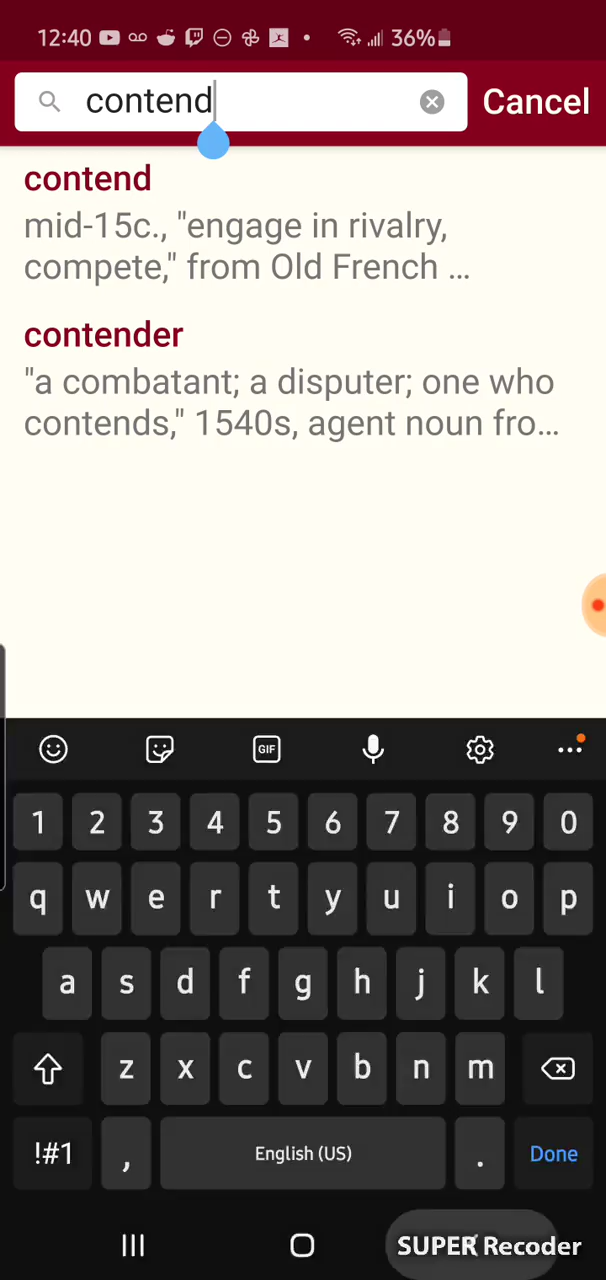 12:40 36%
contend Cancel
contend
mid-15c., "engage in rivalry,
compete," from Old French ...
contender
"a combatant; a disputer; one who
contends," 1540s, agent noun fro...
GIF
1 2 3 4 5 6 7 8 9 0
q w e r t y u i o p
a s d f g h j k l
z x c v b n m
!#1 , English (US) . Done
SUPER Recoder